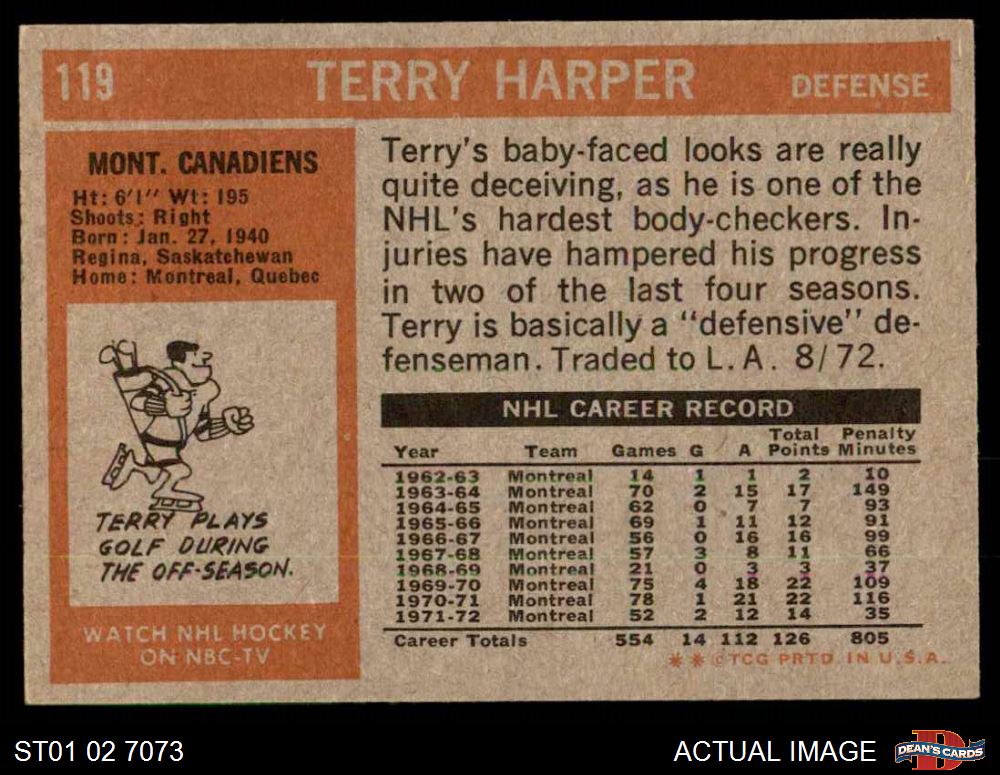 119 TERRY HARPER DEFENSE
MONT. CANADIENS
Ht: 6'1" Wt: 195
Shoots: Right
Born: Jan. 27, 1940
Regina, Saskatchewan
Home: Montreal, Quebec
TERRY PLAYS
GOLF DURING
THE OFF-SEASON.
WATCH NHL HOCKEY
ON NBC-TV
Terry's baby-faced looks are really
quite deceiving, as he is one of the
NHL's hardest body-checkers. In-
juries have hampered his progress
in two of the last four seasons.
Terry is basically a "defensive" de-
fenseman. Traded to L.A. 8/72.
NHL CAREER RECORD
Total Penalty
Year Team Games G A Points Minutes
1962-63 Montreal 14 1 1 2 10
1963-64 Montreal 70 2 15 17 149
1964-65 Montreal 62 0 7 7 93
1965-66 Montreal 69 1 11 12 91
1966-67 Montreal 56 0 16 16 99
1967-68 Montreal 57 3 8 11 66
1968-69 Montreal 21 0 3 3 37
1969-70 Montreal 75 4 18 22 109
1970-71 Montreal 78 1 21 22 116
1971-72 Montreal 52 2 12 14 35
Career Totals 554 14 112 126 805
**©TCG PRTD. IN U.S.A.
ST01 02 7073 ACTUAL IMAGE DEAN'S CARDS